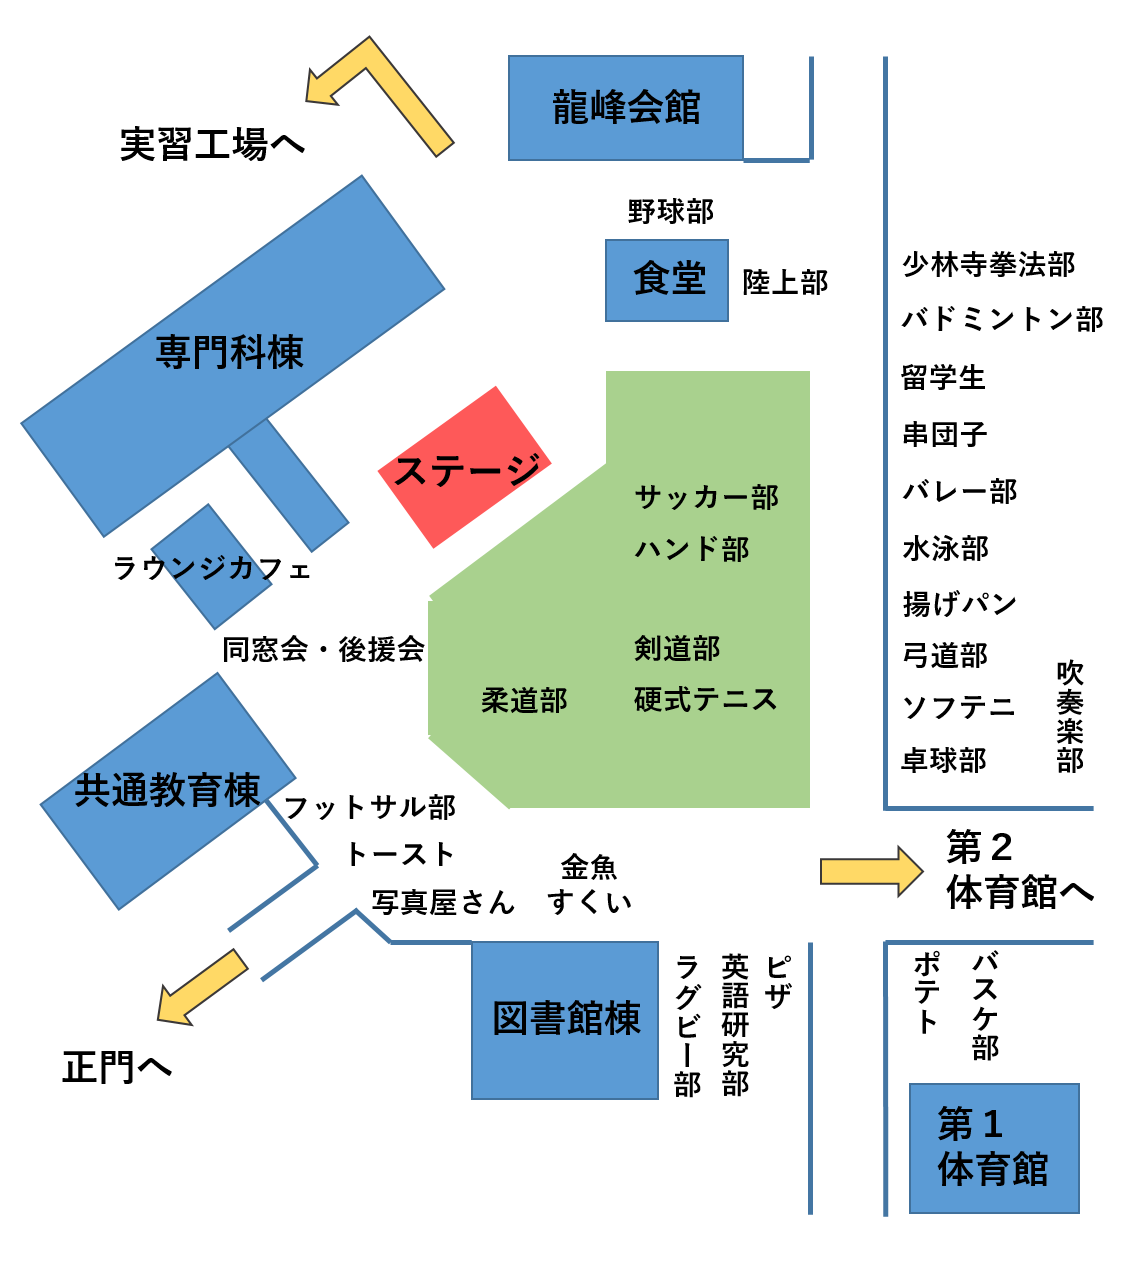 龍峰会館
実習工場へ
野球部
食堂
陸上部
少林寺拳法部
バドミントン部
専門科棟
留学生
串団子
ステージ
サッカー部
バレー部
ハンド部
水泳部
ラウンジカフェ
揚げパン
同窓会・後援会
剣道部
弓道部
柔道部
硬式テニス
ソフテニ
吹奏楽部
卓球部
共通教育棟
フットサル部
トースト
金魚
すくい
写真屋さん
第２
体育館へ
図書館棟
ラグビー部
英語研究部
ピザ
ポテト
バスケ部
正門へ
第１
体育館